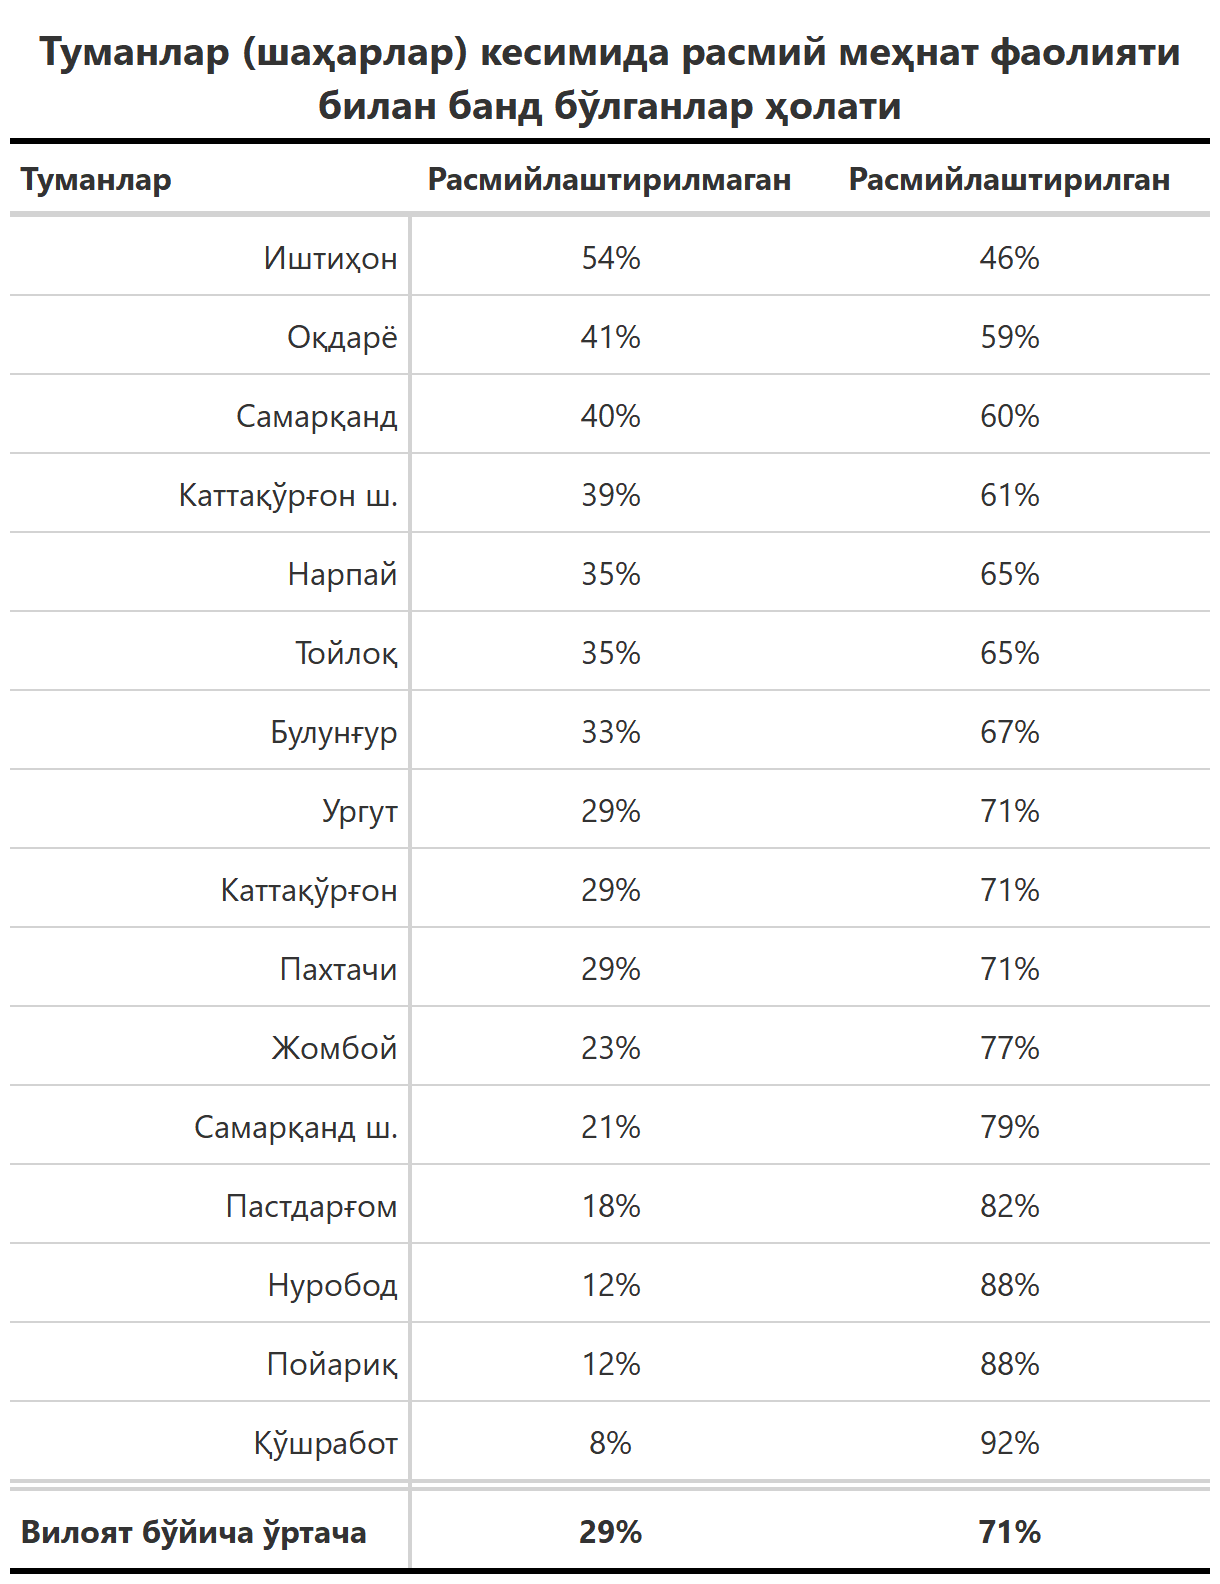 Туманлар (шаҳарлар) кесимида расмий меҳнат фаолияти
билан банд бўлганлар ҳолати
Туманлар Расмийлаштирилмаган Расмийлаштирилган
Иштиҳон 54% 46%
Оқдарё 41% 59%
Самарқанд 40% 60%
Каттақўрғон ш. 39% 61%
Нарпай 35% 65%
Тойлоқ 35% 65%
Булунғур 33% 67%
Ургут 29% 71%
Каттақўрғон 29% 71%
Пахтачи 29% 71%
Жомбой 23% 77%
Самарқанд ш. 21% 79%
Пастдарғом 18% 82%
Нуробод 12% 88%
Пойариқ 12% 88%
Қўшработ 8% 92%
Вилоят бўйича ўртача 29% 71%